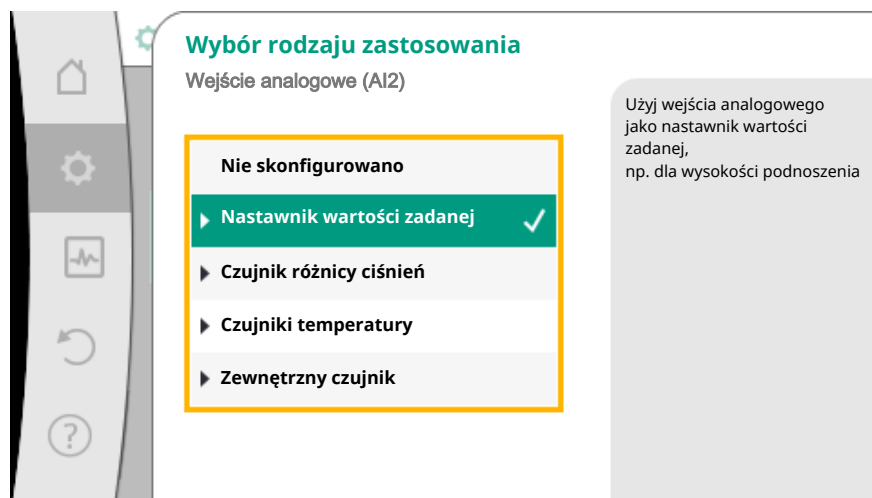 Wybór rodzaju zastosowania
Wejście analogowe (AI2)
Nie skonfigurowano
Nastawnik wartości zadanej
Czujnik różnicy ciśnień
Czujniki temperatury
Zewnętrzny czujnik
Użyj wejścia analogowego
jako nastawnik wartości
zadanej,
np. dla wysokości podnoszenia
?